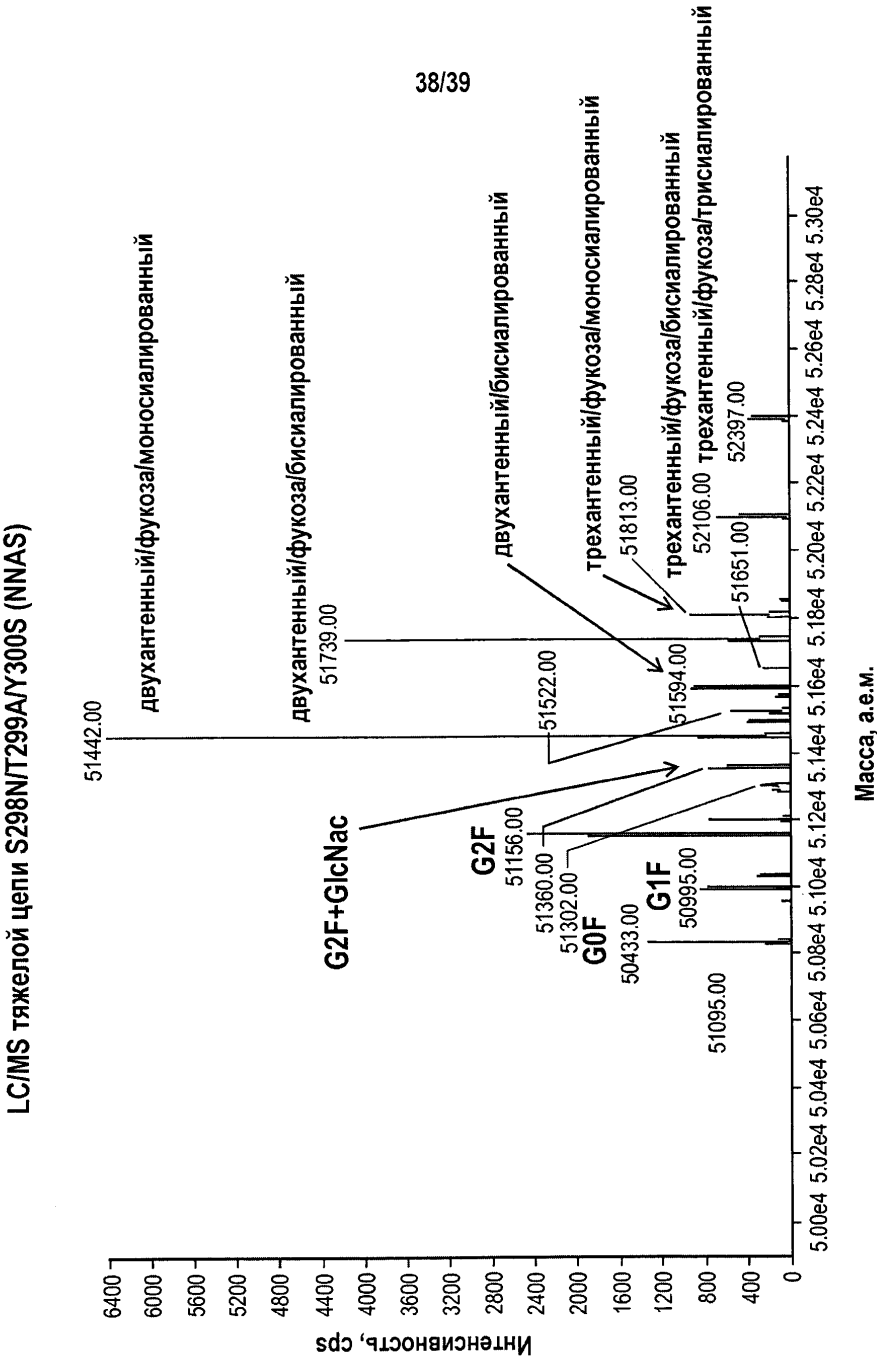 38/39
LC/MS тяжелой цепи S298N/T299A/Y300S (NNAS)
двухантенный/фукоза/моносиалированный
51442.00
двухантенный/фукоза/бисиалированный
51739.00
двухантенный/бисиалированный
51594.00
51522.00
трехантенный/фукоза/моносиалированный
51813.00
трехантенный/фукоза/бисиалированный
52106.00
трехантенный/фукоза/трисиалированный
52397.00
51651.00
G2F+GlcNac
G2F
51156.00
51360.00
51302.00
G0F
50433.00
G1F
50995.00
51095.00
Интенсивность, cps
6400
6000
5600
5200
4800
4400
4000
3600
3200
2800
2400
2000
1600
1200
800
400
0
5.00e4 5.02e4 5.04e4 5.06e4 5.08e4 5.10e4 5.12e4 5.14e4 5.16e4 5.18e4 5.20e4 5.22e4 5.24e4 5.26e4 5.28e4 5.30e4
Масса, а.е.м.